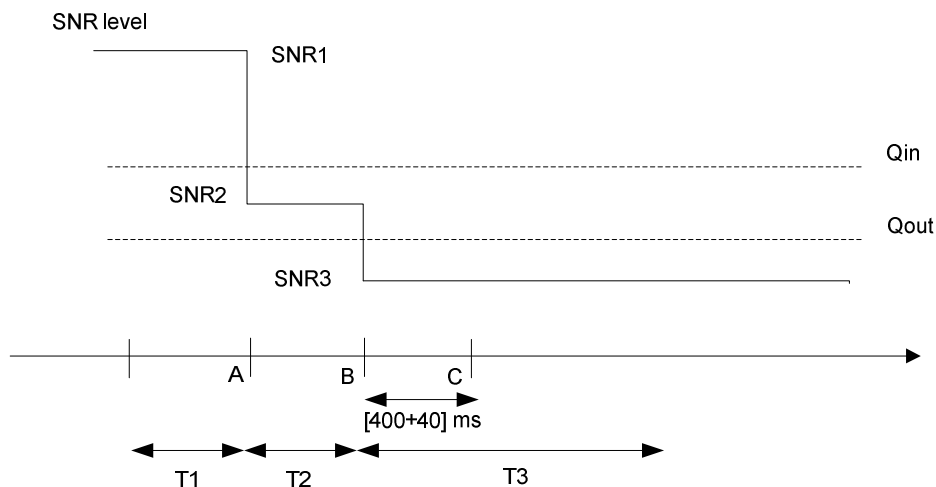 SNR level
SNR1
Qin
SNR2
Qout
SNR3
A
B
C
[400+40] ms
T1
T2
T3